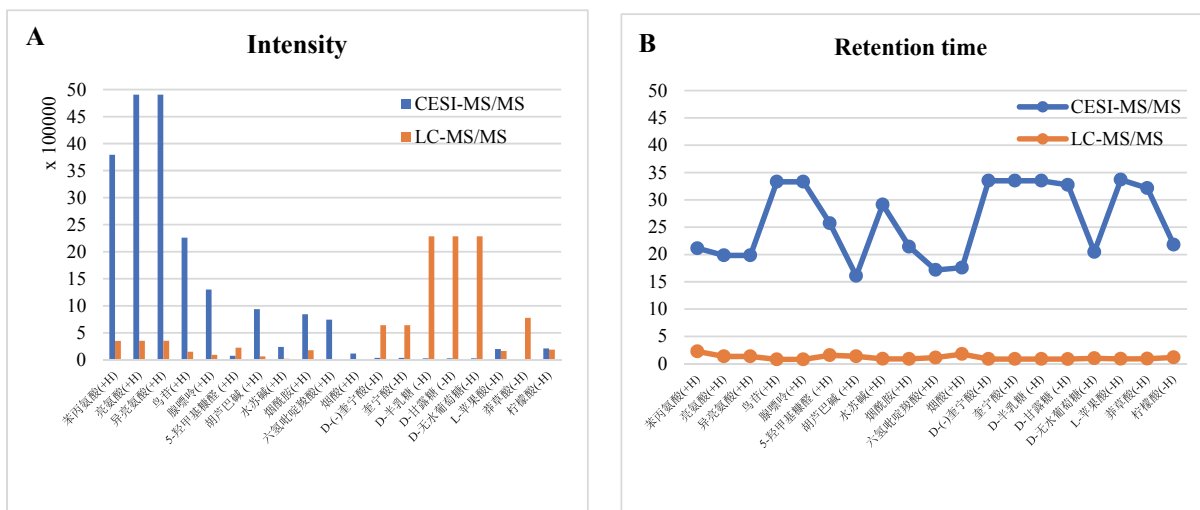 A
Intensity
x 100000
50
45
40
35
30
25
20
15
10
5
0
CESI-MS/MS
LC-MS/MS
苯丙氨酸(+H)
亮氨酸(+H)
异亮氨酸(+H)
鸟苷(+H)
腺嘌呤(+H)
5-羟甲基糠醛 (+H)
胡芦巴碱 (+H)
水苏碱(+H)
烟酰胺(+H)
六氢吡啶羧酸(+H)
烟酸(+H)
D-(-)奎宁酸(-H)
奎宁酸(-H)
D-半乳糖 (-H)
D-甘露糖 (-H)
D-无水葡萄糖(-H)
L-苹果酸(-H)
莽草酸(-H)
柠檬酸(-H)
B
Retention time
50
45
40
35
30
25
20
15
10
5
0
CESI-MS/MS
LC-MS/MS
苯丙氨酸(+H)
亮氨酸(+H)
异亮氨酸(+H)
鸟苷(+H)
腺嘌呤(+H)
5-羟甲基糠醛(+H)
胡芦巴碱 (+H)
水苏碱(+H)
烟酰胺(+H)
六氢吡啶羧酸(+H)
烟酸(+H)
D-(-)奎宁酸(-H)
奎宁酸(-H)
D-半乳糖 (-H)
D-甘露糖 (-H)
D-无水葡萄糖(-H)
L-苹果酸(-H)
莽草酸(-H)
柠檬酸(-H)